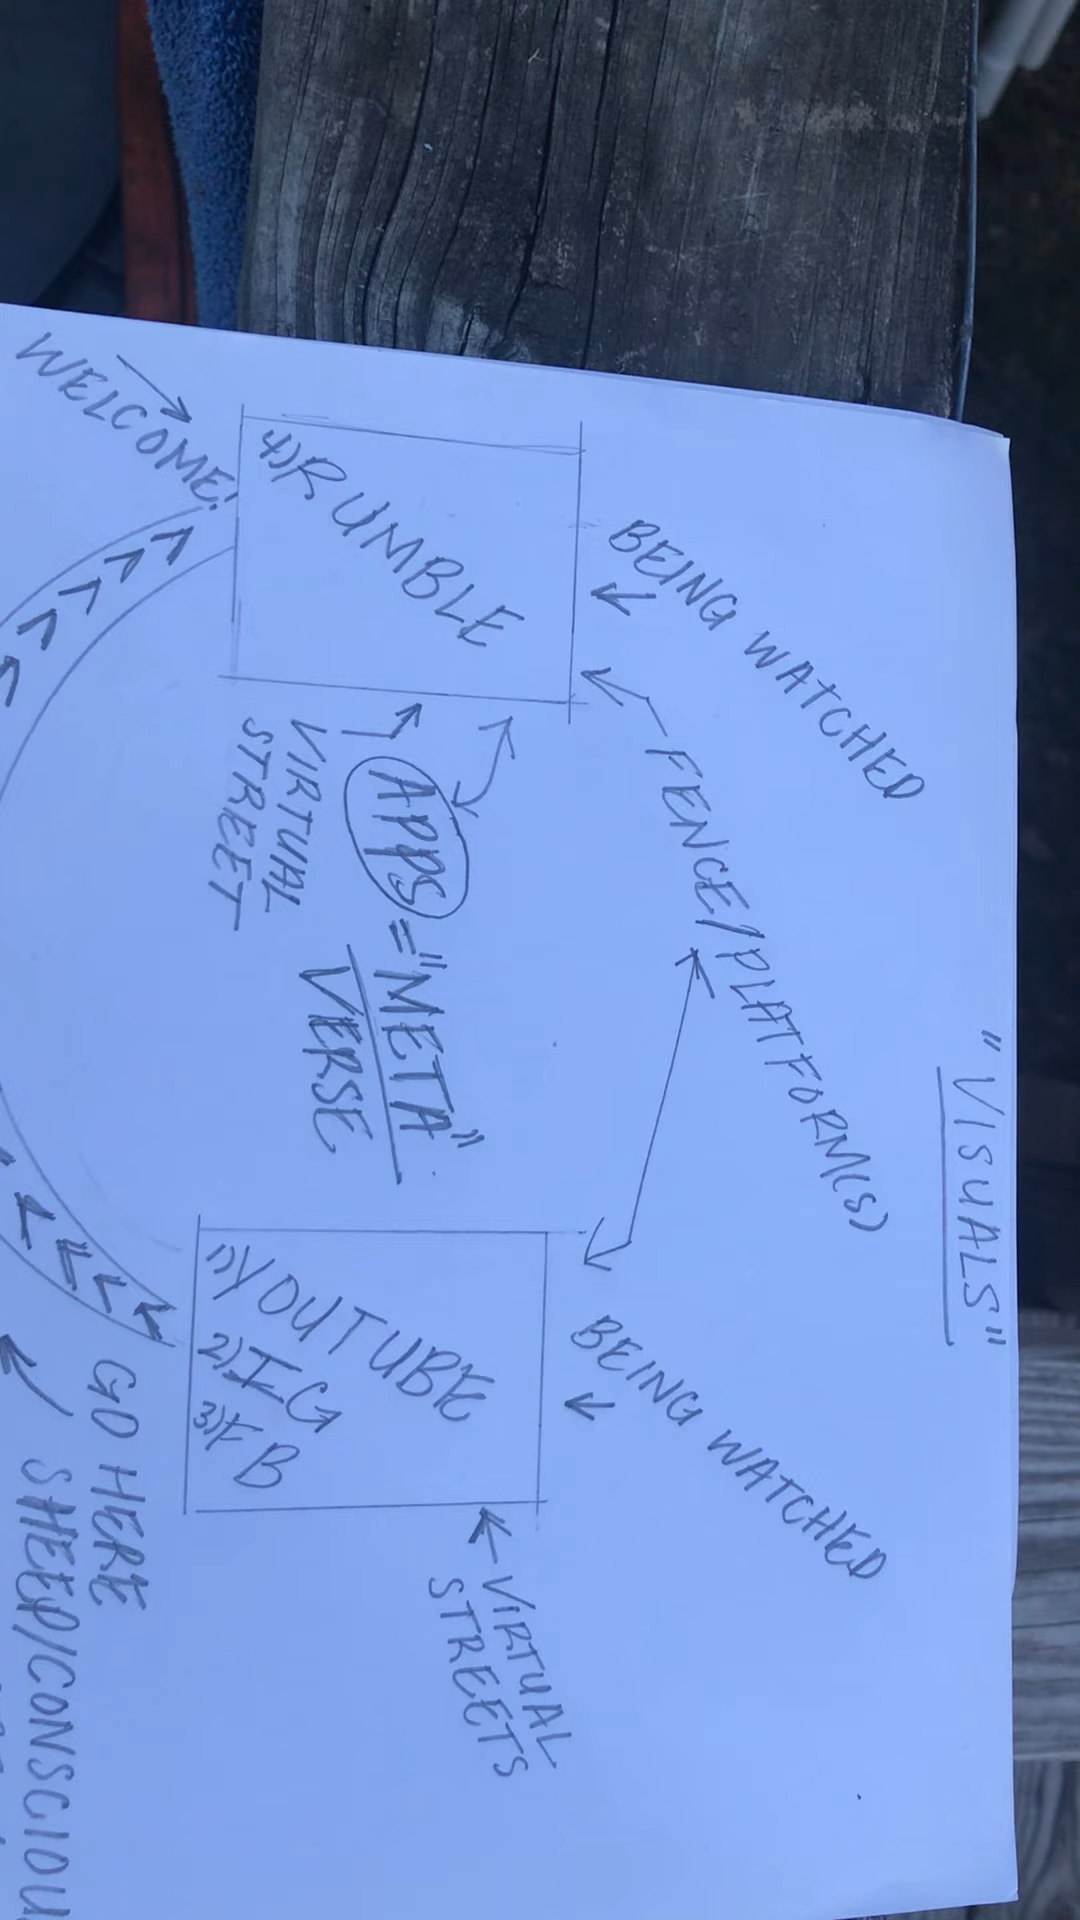 "VISUALS"
BEING WATCHED
FENCE/PLATFORM(S)
BEING WATCHED
4) RUMBLE
WELCOME!
APPS = "META"
VERSE
VIRTUAL
STREET
1) YOUTUBE
2) IG
3) FB
VIRTUAL
STREETS
GO HERE
SHEEP/CONSCIOU